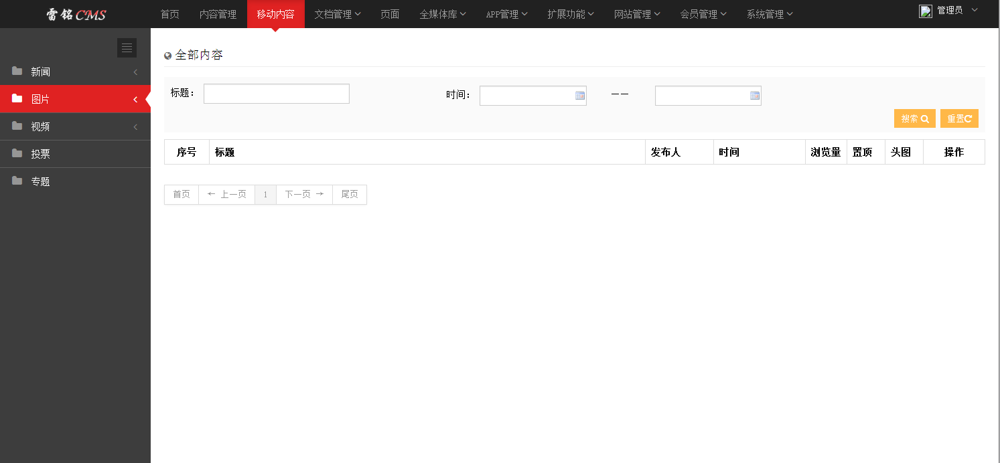 雷铭CMS 首页 内容管理 移动内容 文档管理 页面 全媒体库 APP管理 扩展功能 网站管理 会员管理 系统管理 管理员
新闻
图片
视频
投票
专题
全部内容
标题： 时间： ——
搜索 重置
序号 标题 发布人 时间 浏览量 置顶 头图 操作
首页 ← 上一页 1 下一页 → 尾页